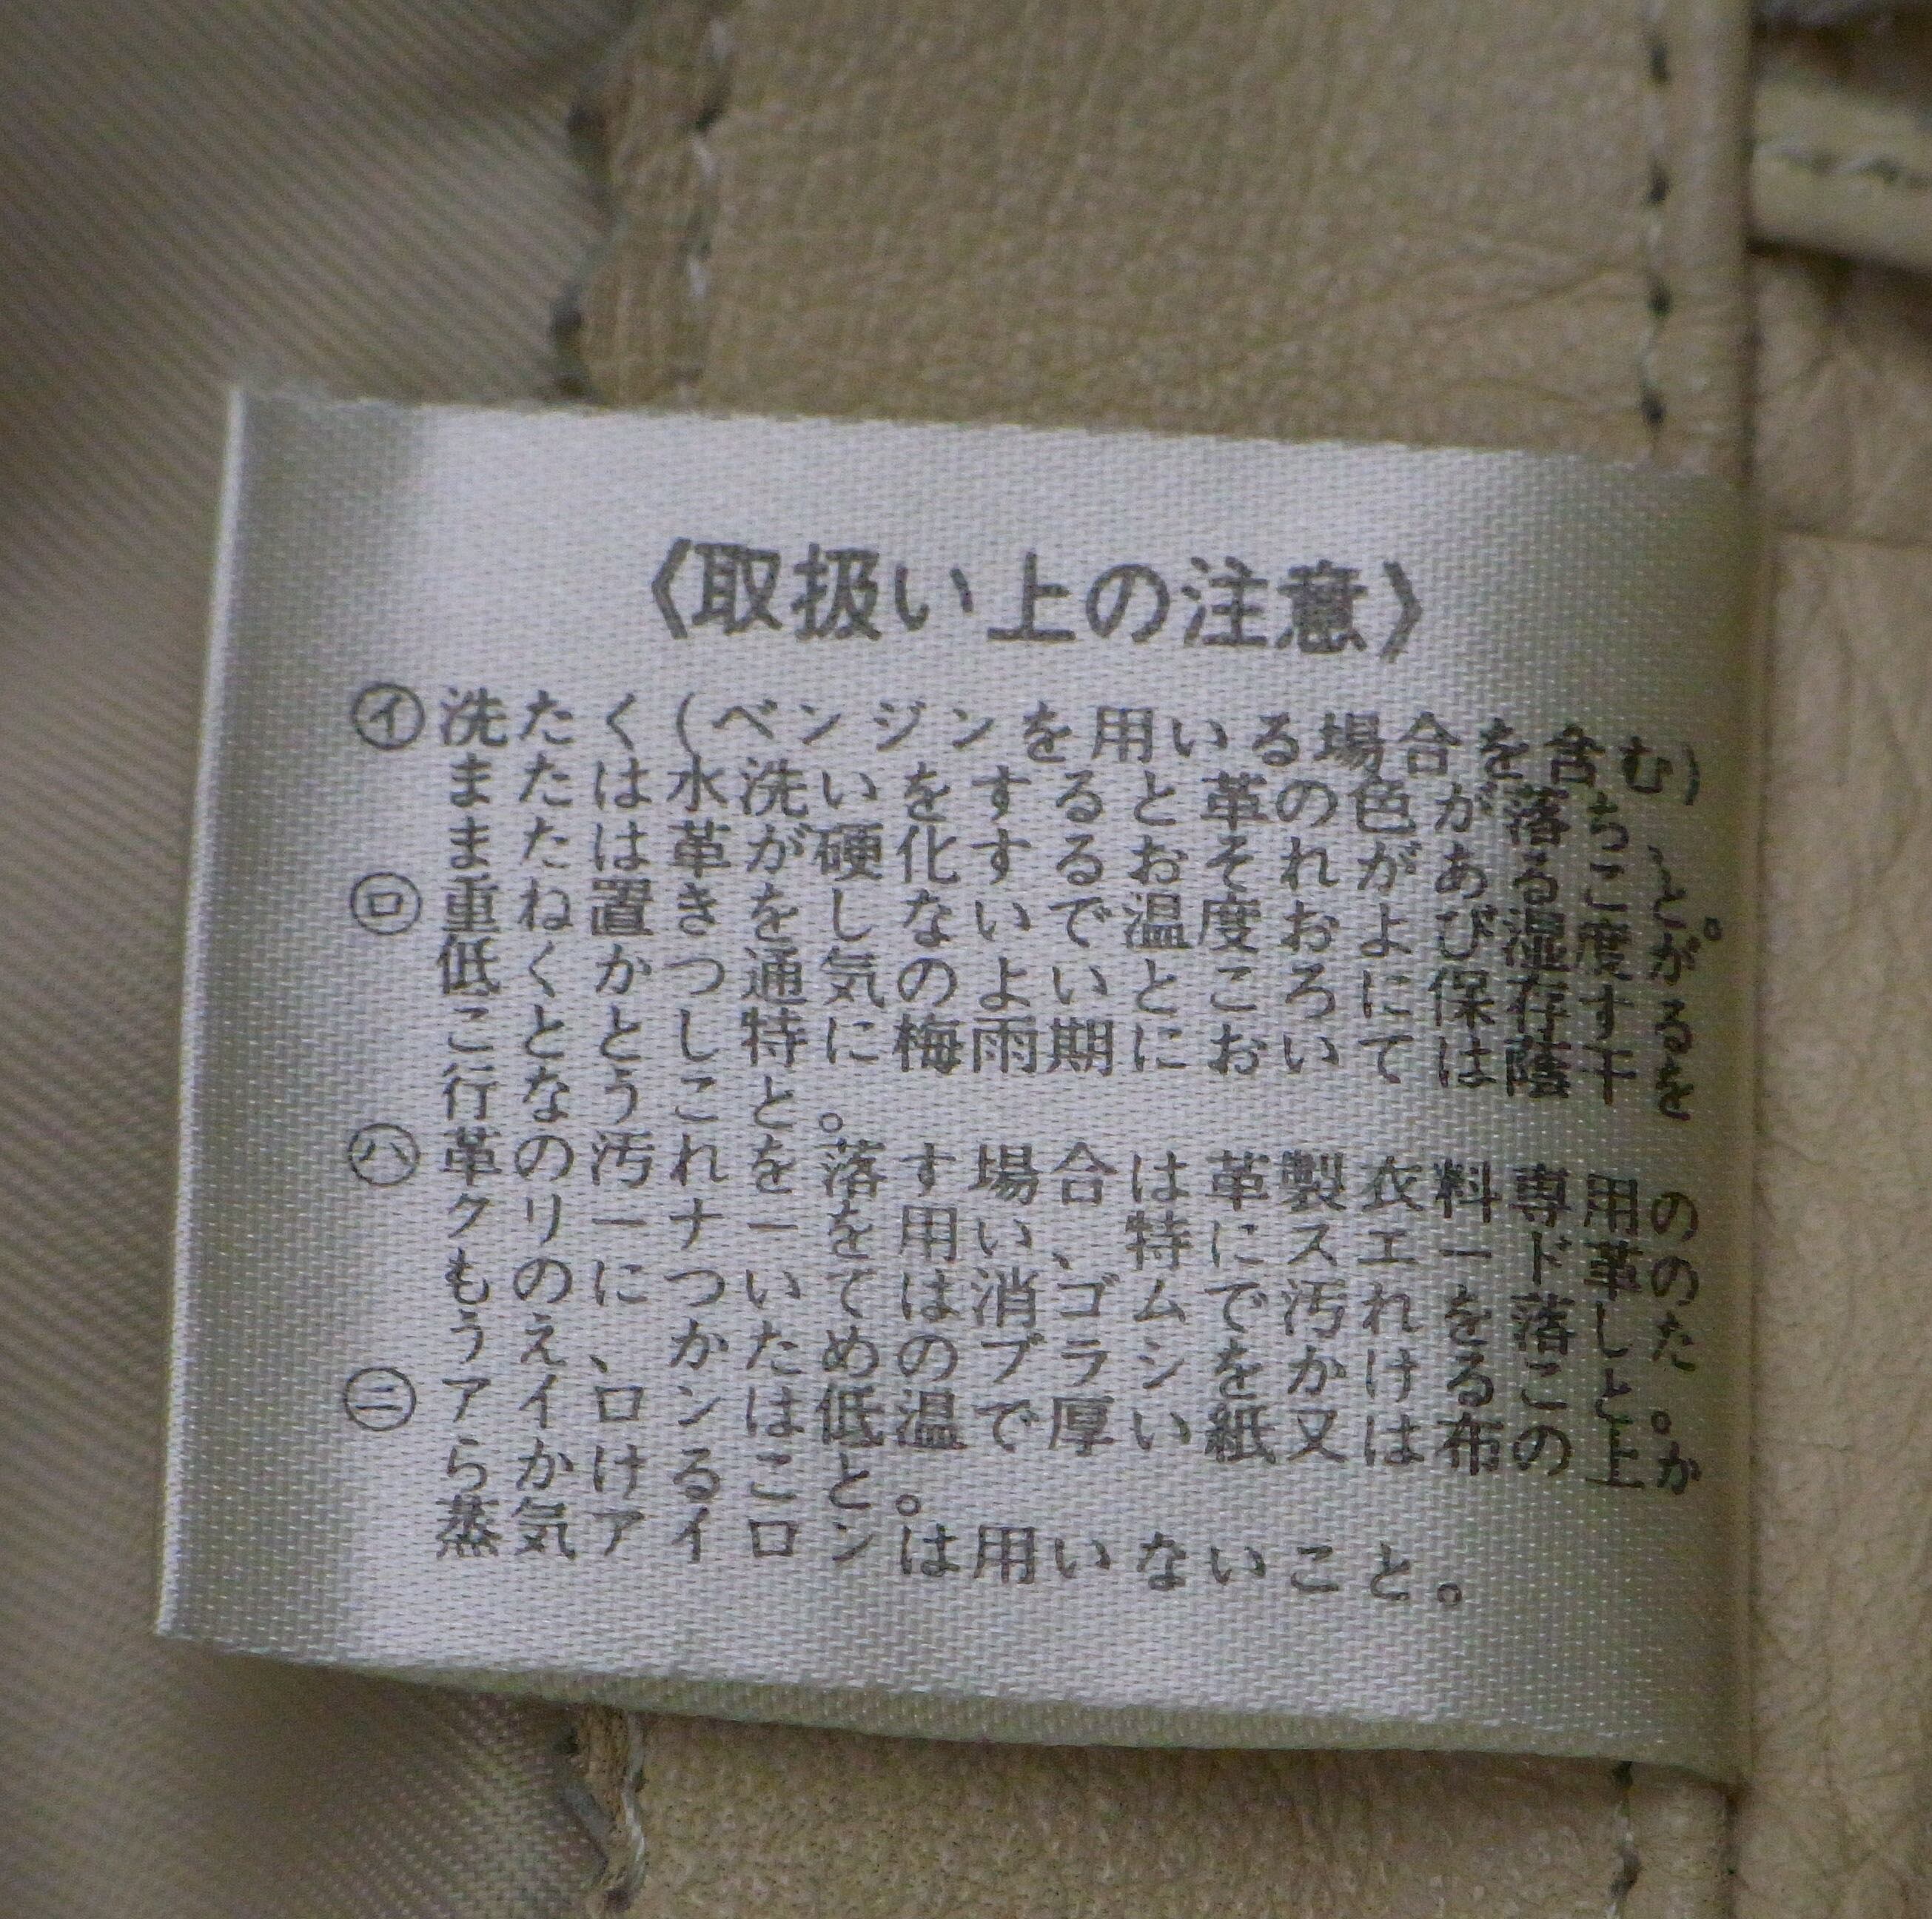 《取扱い上の注意》
㋑洗たく(ベンジンを用いる場合を含む)
または水洗いをすると革の色が落ち、
または革が硬化するおそれがあること。
㋺重ね置きをしないで温度および湿度が
低くかつ通気のよいところに保存する
こととし特に梅雨期においては陰干を
行なうこと。
㋩革の汚れを落す場合は革製衣料専用の
クリーナーを用い、特にスエード革の
ものについては消ゴムで汚れを落した
うえ、かためのブラシをかけること。
㋥アイロンは低温で厚い紙又は布の上か
らかけること。
蒸気アイロンは用いないこと。